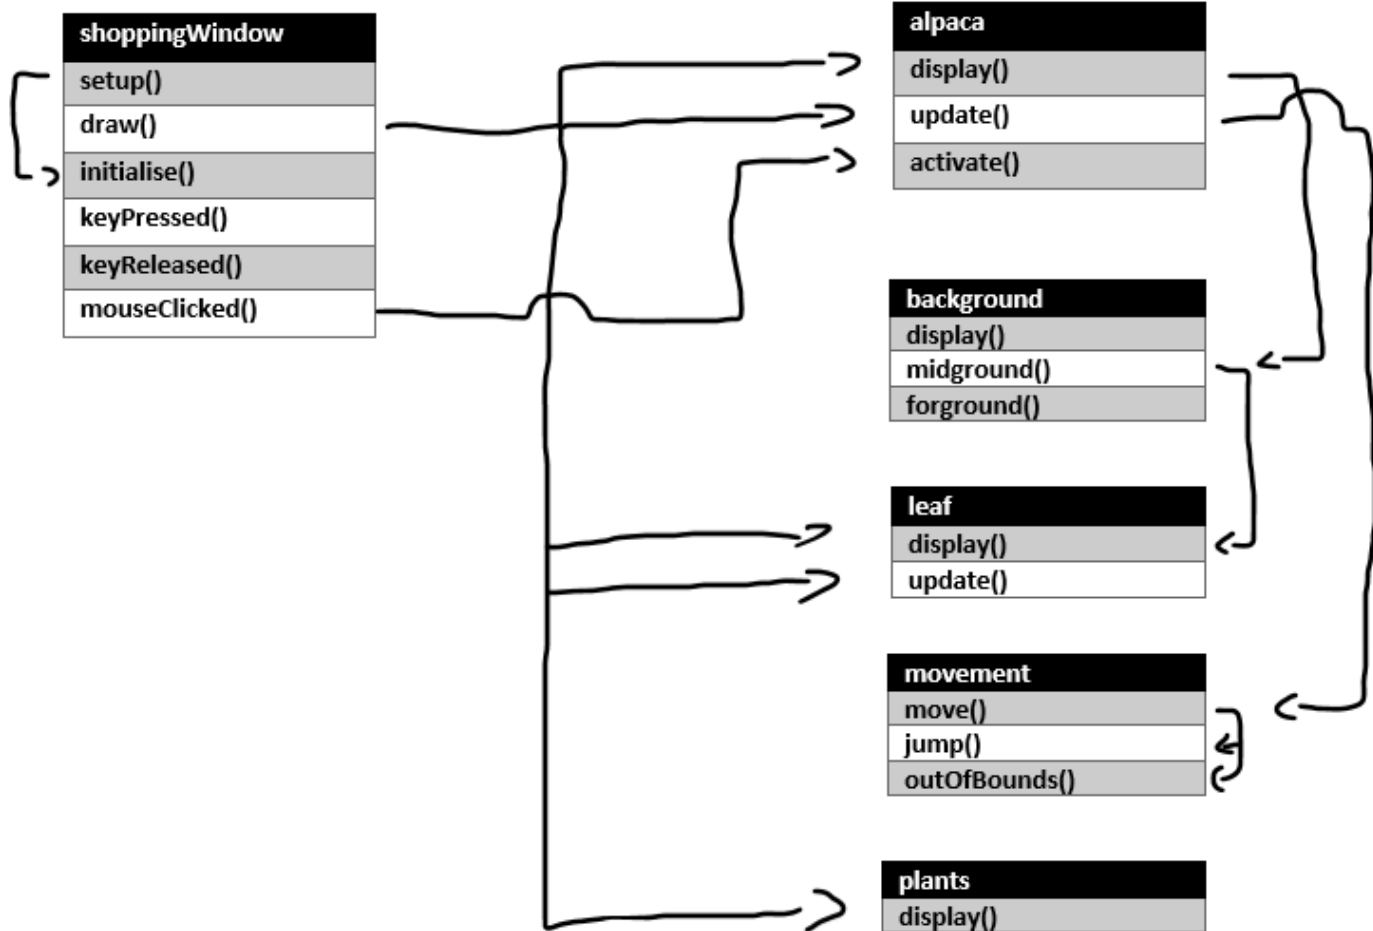 shoppingWindow
setup()
draw()
initialise()
keyPressed()
keyReleased()
mouseClicked()
alpaca
display()
update()
activate()
background
display()
midground()
forground()
leaf
display()
update()
movement
move()
jump()
outOfBounds()
plants
display()